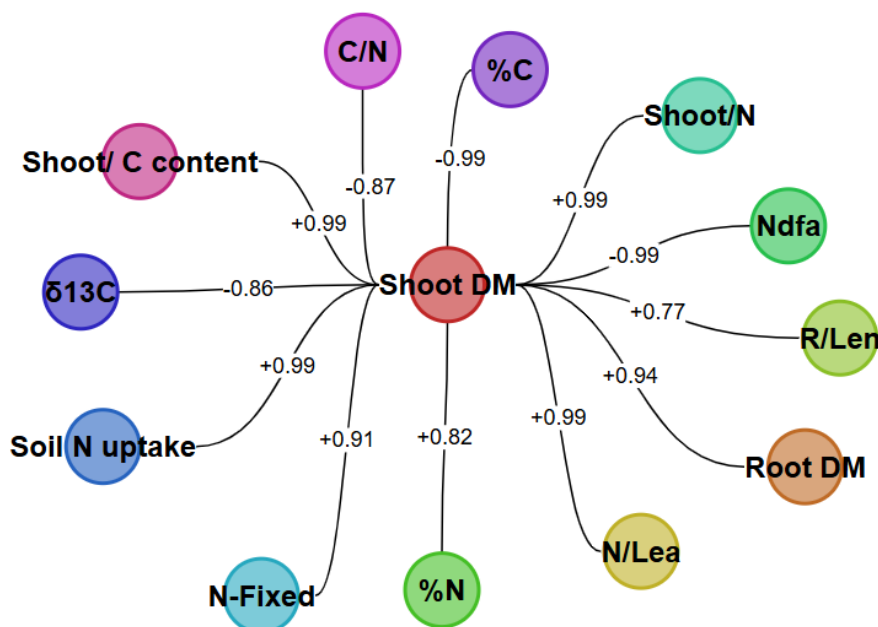 C/N
%C
Shoot/N
Shoot/ C content
-0.87
-0.99
+0.99
+0.99
Ndfa
-0.99
δ13C
-0.86
Shoot DM
+0.77
R/Len
+0.99
+0.94
Soil N uptake
+0.91
+0.82
+0.99
Root DM
N-Fixed
%N
N/Lea